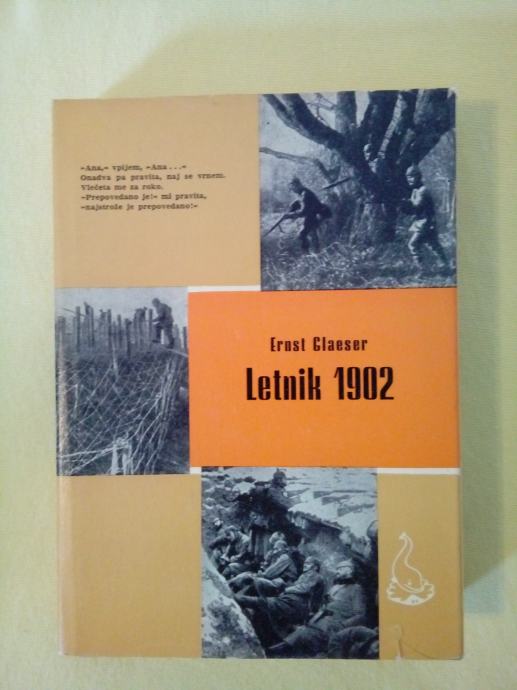 »Ana,« vpijem, »Ana...«
Onadva pa pravita, naj se vrnem.
Vlečeta me za roko.
»Prepovedano je!« mi pravita,
»najstrože je prepovedano!«
Ernst Glaeser
Letnik 1902